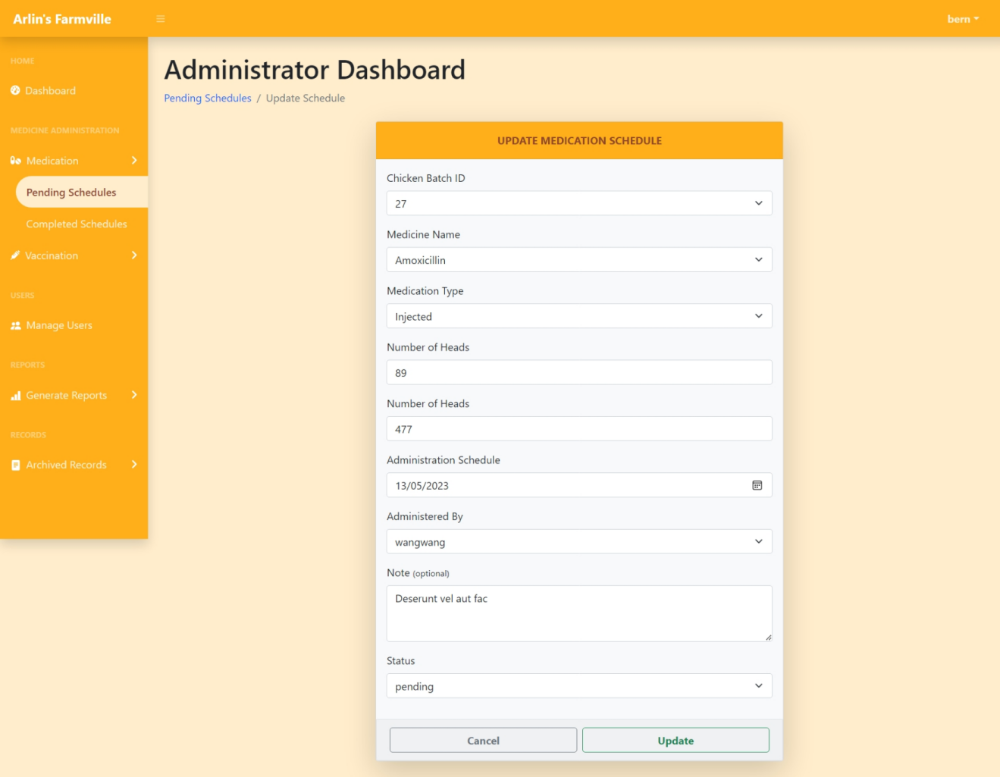 Arlin's Farmville
bern
HOME
Dashboard
MEDICINE ADMINISTRATION
Medication
Pending Schedules
Completed Schedules
Vaccination
USERS
Manage Users
REPORTS
Generate Reports
RECORDS
Archived Records
Administrator Dashboard
Pending Schedules / Update Schedule
UPDATE MEDICATION SCHEDULE
Chicken Batch ID
27
Medicine Name
Amoxicillin
Medication Type
Injected
Number of Heads
89
Number of Heads
477
Administration Schedule
13/05/2023
Administered By
wangwang
Note (optional)
Deserunt vel aut fac
Status
pending
Cancel Update